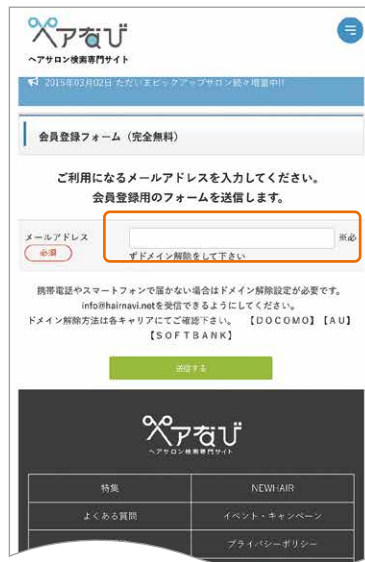 ヘアなび
ヘアサロン検索専門サイト
2015年03月02日 ただいまピックアップサロン続々増量中!!
会員登録フォーム（完全無料）
ご利用になるメールアドレスを入力してください。
会員登録用のフォームを送信します。
メールアドレス
必須
※必
ずドメイン解除をして下さい
携帯電話やスマートフォンで届かない場合はドメイン解除設定が必要です。
info@hairnavi.netを受信できるようにしてください。
ドメイン解除方法は各キャリアにてご確認下さい。 【DOCOMO】【AU】
【SOFTBANK】
送信する
ヘアなび
ヘアサロン検索専門サイト
特集
NEWHAIR
よくある質問
イベント・キャンペーン
プライバシーポリシー